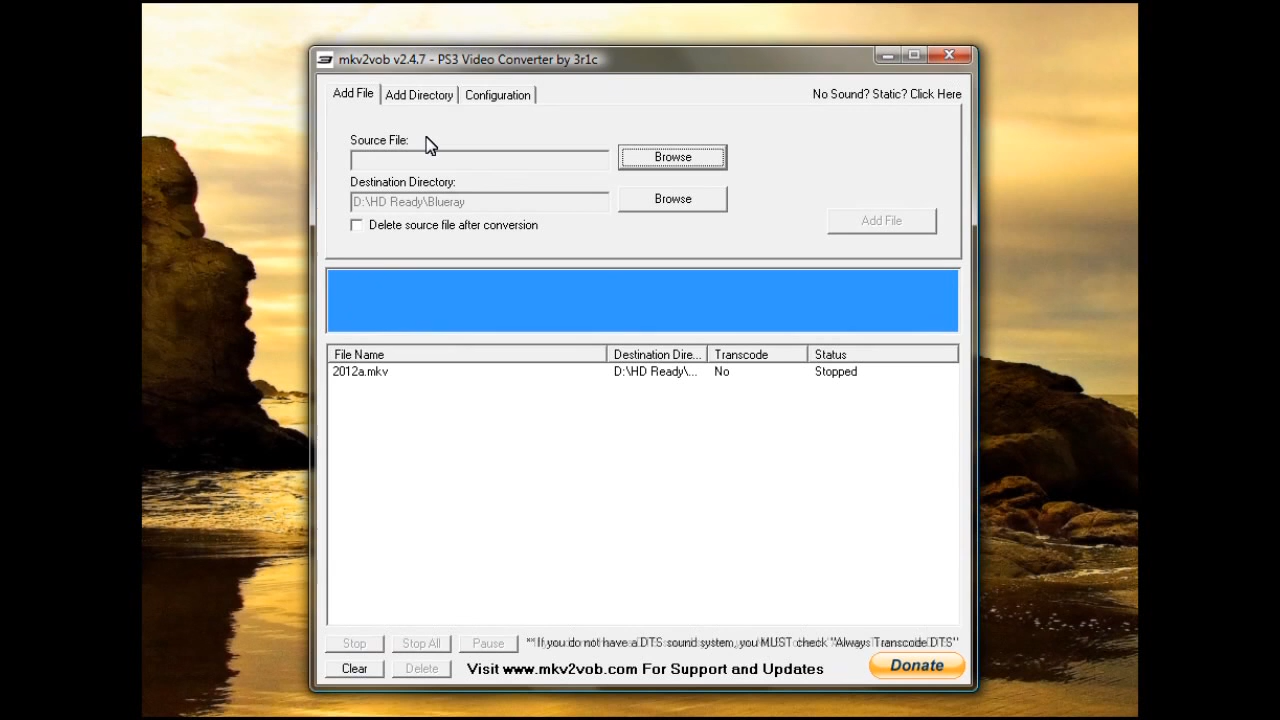 mkv2vob v2.4.7 - PS3 Video Converter by 3r1c
Add File
Add Directory
Configuration
No Sound? Static? Click Here
Source File:
Browse
Destination Directory:
D:\HD Ready\Blueray
Browse
Delete source file after conversion
Add File
File Name
Destination Dire...
Transcode
Status
2012a.mkv
D:\HD Ready\...
No
Stopped
Stop
Stop All
Pause
**If you do not have a DTS sound system, you MUST check "Always Transcode DTS"
Clear
Delete
Visit www.mkv2vob.com For Support and Updates
Donate